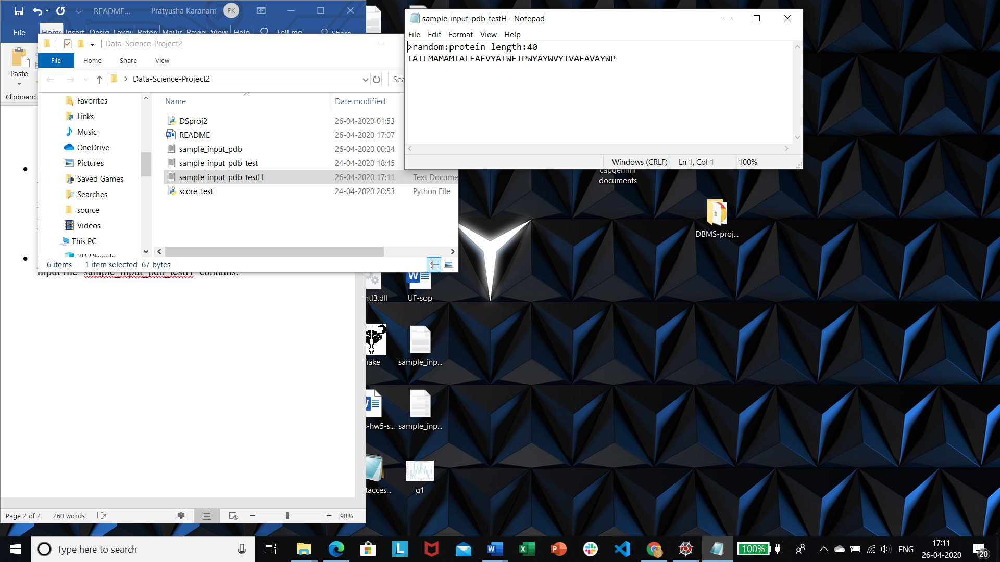 README...
Pratyusha Karanam
PK
File
Home
Insert
View
Help
Tell me
Share
Paste
Clipboard
Input file "sample_input_pdb_testH" contains:
Page 2 of 2
260 words
90%
Data-Science-Project2
File
Home
Share
View
Data-Science-Project2
Sea
Favorites
Links
Music
OneDrive
Pictures
Saved Games
Searches
source
Videos
This PC
3D Objects
Name
Date modified
DSproj2 26-04-2020 01:53
README 26-04-2020 17:07
sample_input_pdb 26-04-2020 00:34
sample_input_pdb_test 24-04-2020 18:45
sample_input_pdb_testH 26-04-2020 17:11 Text Docume
score_test 24-04-2020 20:53 Python File
6 items
1 item selected 67 bytes
sample_input_pdb_testH - Notepad
File Edit Format View Help
>random:protein length:40
IAILMAMAMIALFAFVYAIWFIPWYAYWVYIVAFAVAYWP
Windows (CRLF)
Ln 1, Col 1
100%
capgemini
documents
DBMS-proj...
ntl3.dll
UF-sop
nake
sample_inp...
-hw5-s...
sample_inp...
tacces...
g1
Type here to search
100%
ENG
17:11
26-04-2020
20